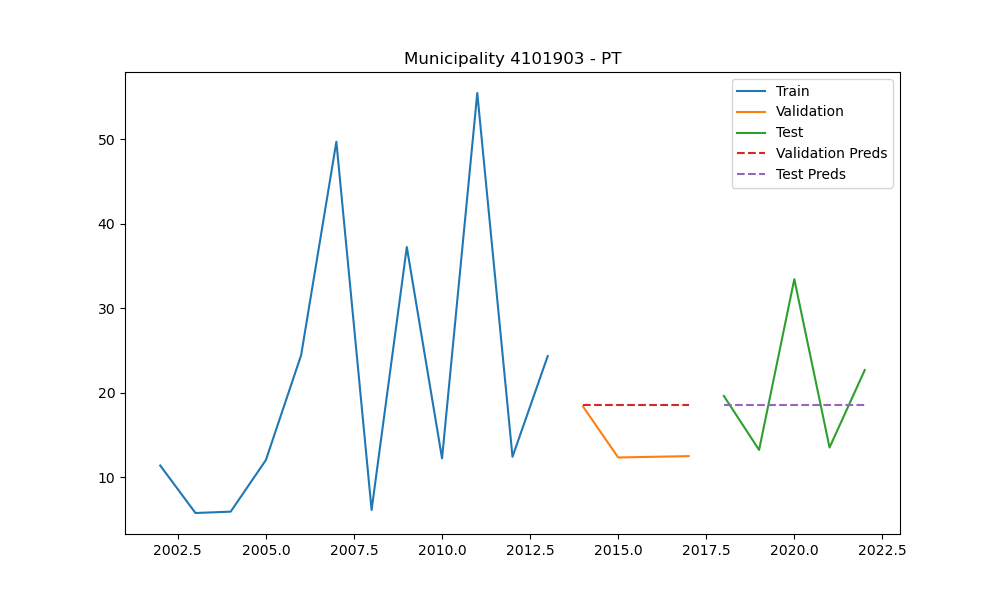 Municipality 4101903 - PT
Train
Validation
Test
Validation Preds
Test Preds
50
40
30
20
10
2002.5 2005.0 2007.5 2010.0 2012.5 2015.0 2017.5 2020.0 2022.5